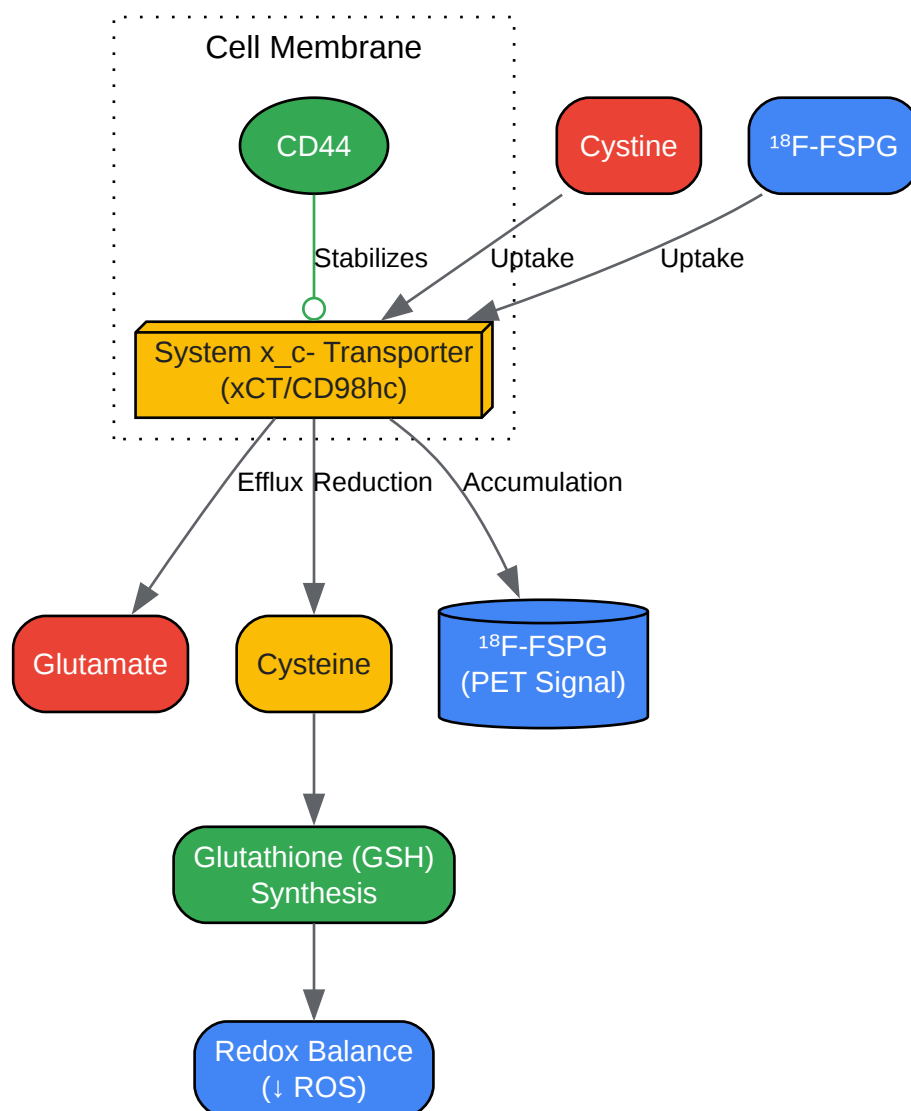 Cell Membrane
CD44
Cystine
¹⁸F-FSPG
Stabilizes
Uptake
Uptake
System x_c- Transporter
(xCT/CD98hc)
Efflux
Reduction
Accumulation
Glutamate
Cysteine
¹⁸F-FSPG
(PET Signal)
Glutathione (GSH)
Synthesis
Redox Balance
(↓ ROS)